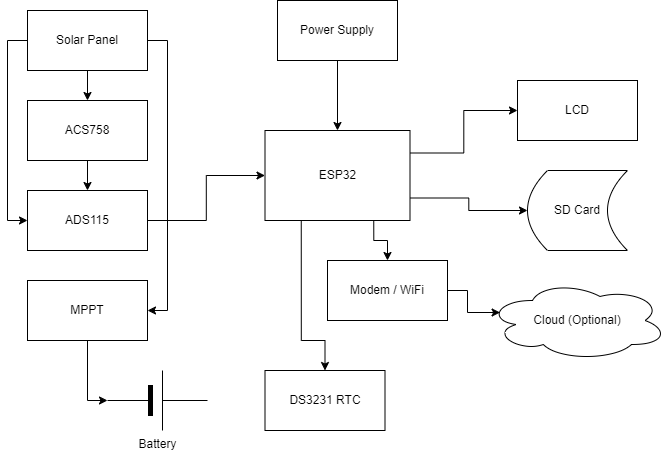 Solar Panel
Power Supply
ACS758
LCD
ESP32
ADS115
SD Card
MPPT
Modem / WiFi
Cloud (Optional)
DS3231 RTC
Battery